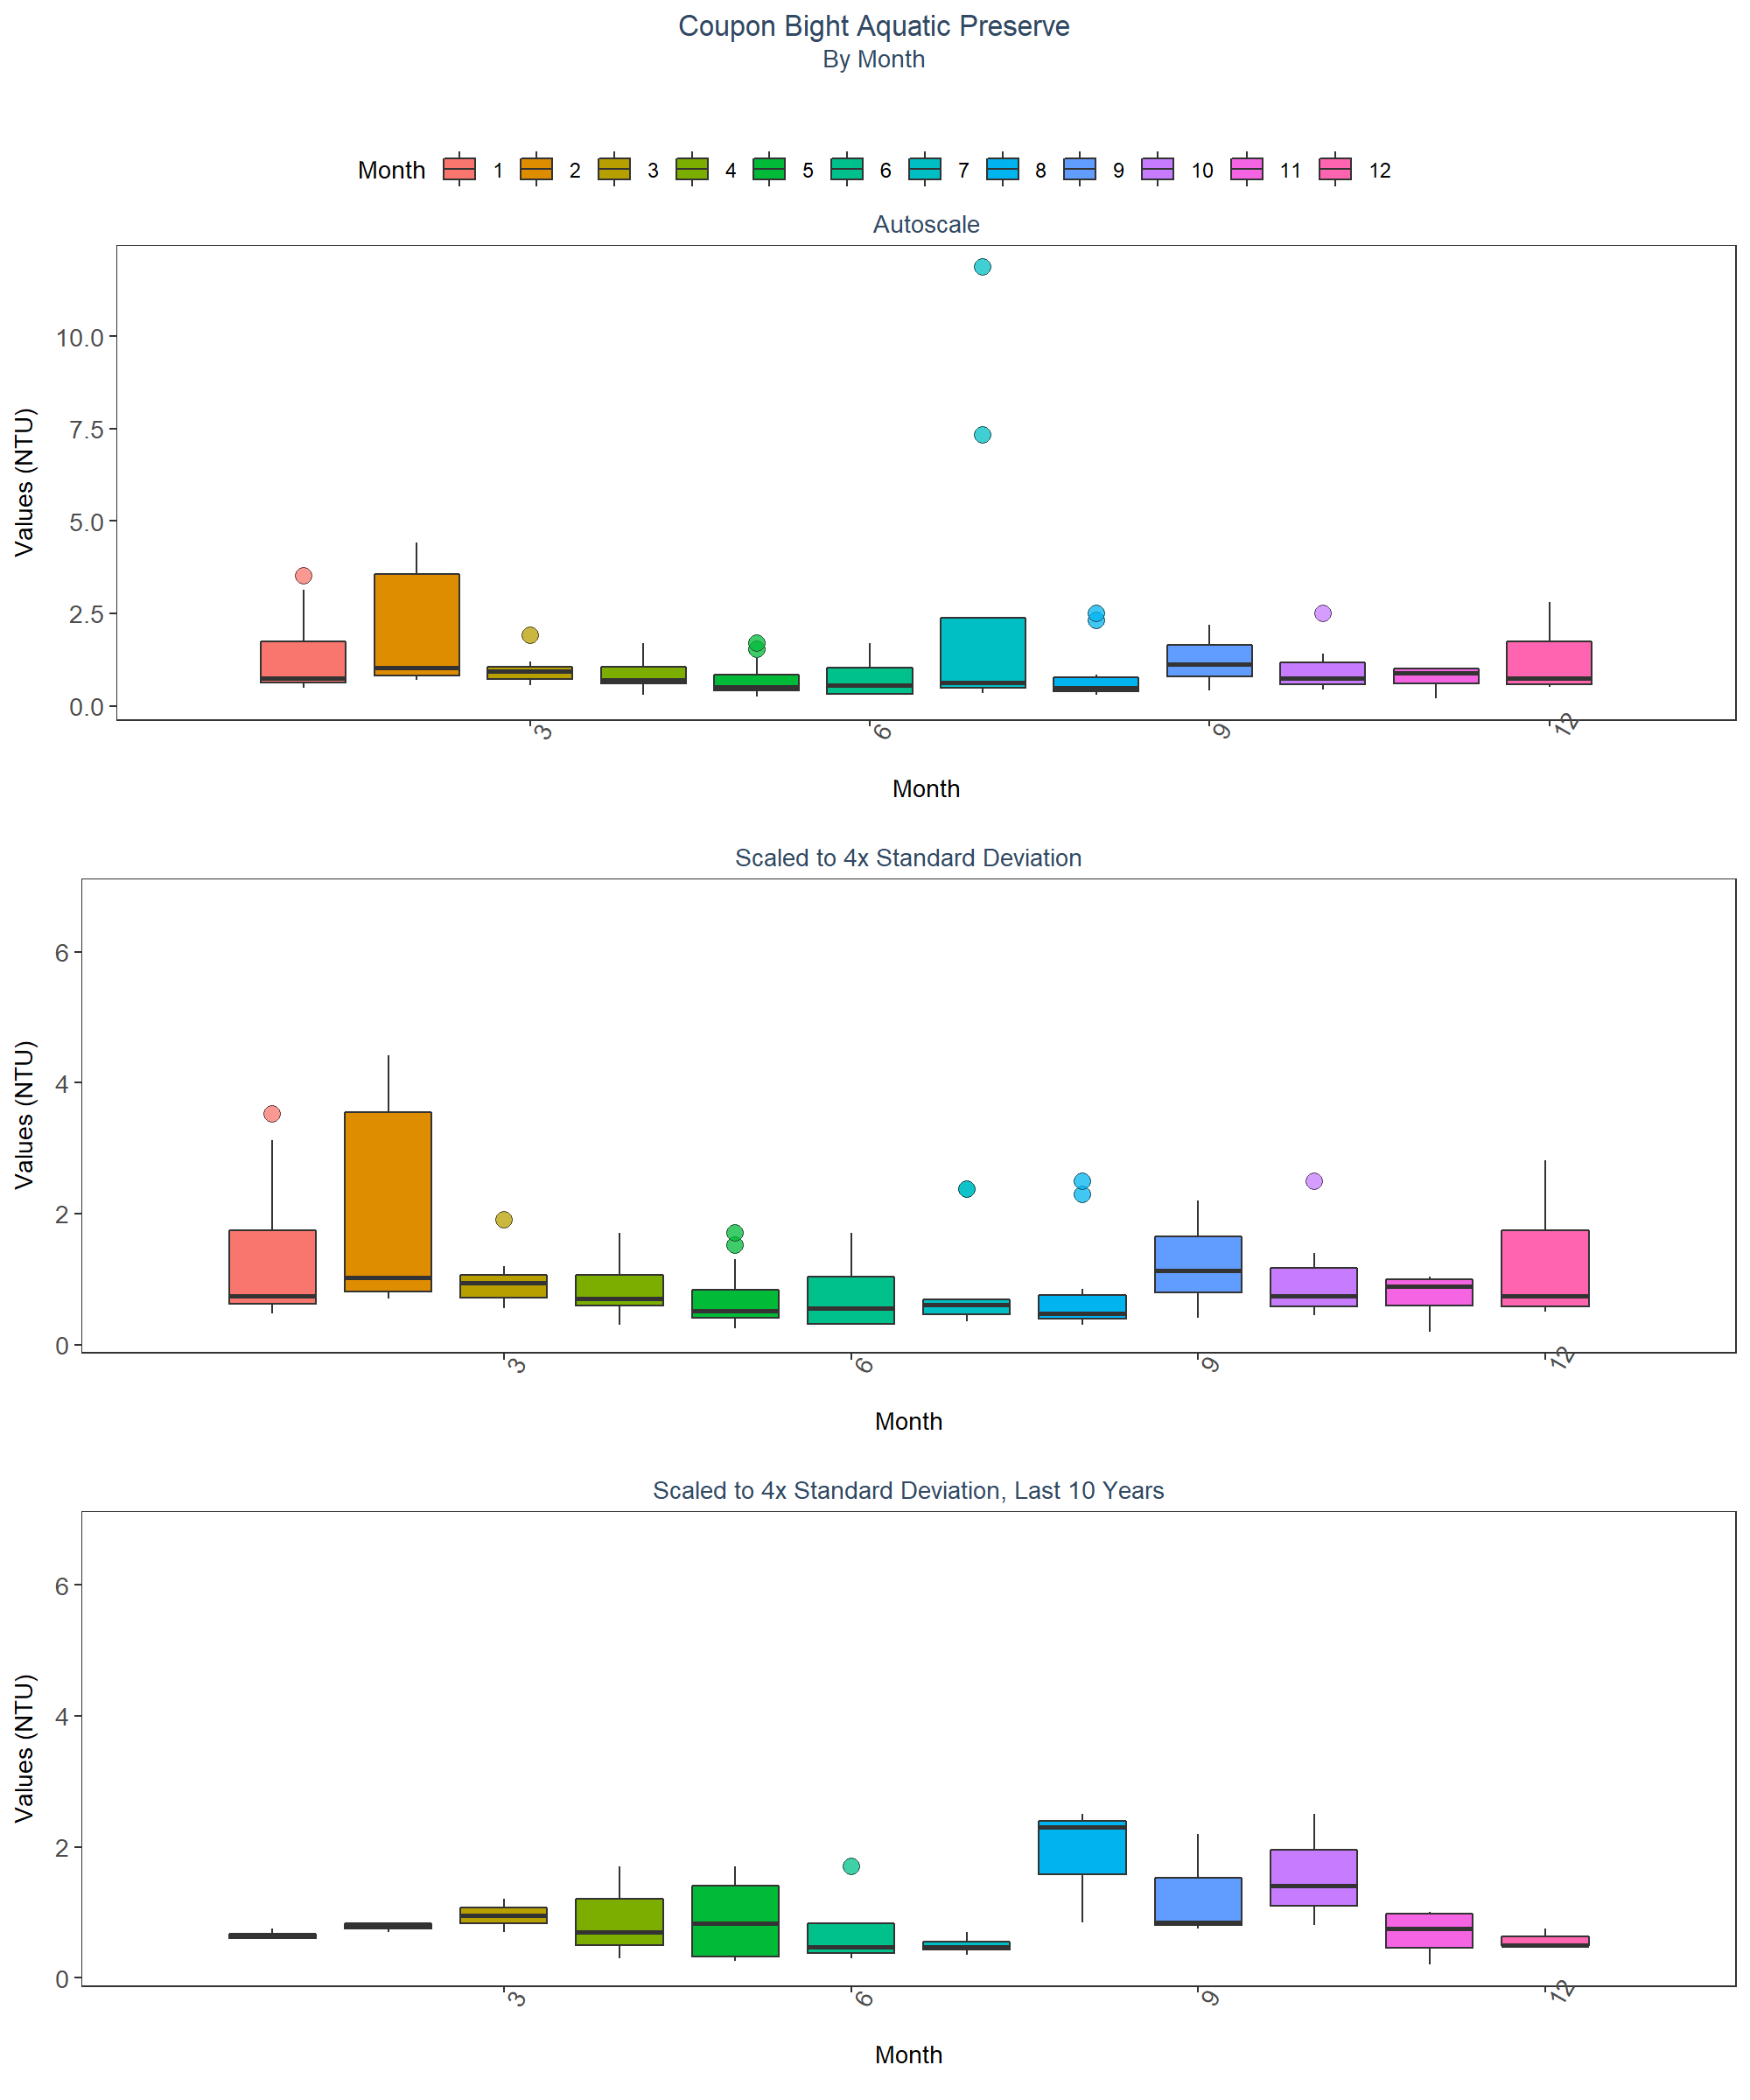 Coupon Bight Aquatic Preserve
By Month
Month 1 2 3 4 5 6 7 8 9 10 11 12
Autoscale
Values (NTU)
10.0
7.5
5.0
2.5
0.0
3 6 9 12
Month
Scaled to 4x Standard Deviation
Values (NTU)
6
4
2
0
3 6 9 12
Month
Scaled to 4x Standard Deviation, Last 10 Years
Values (NTU)
6
4
2
0
3 6 9 12
Month